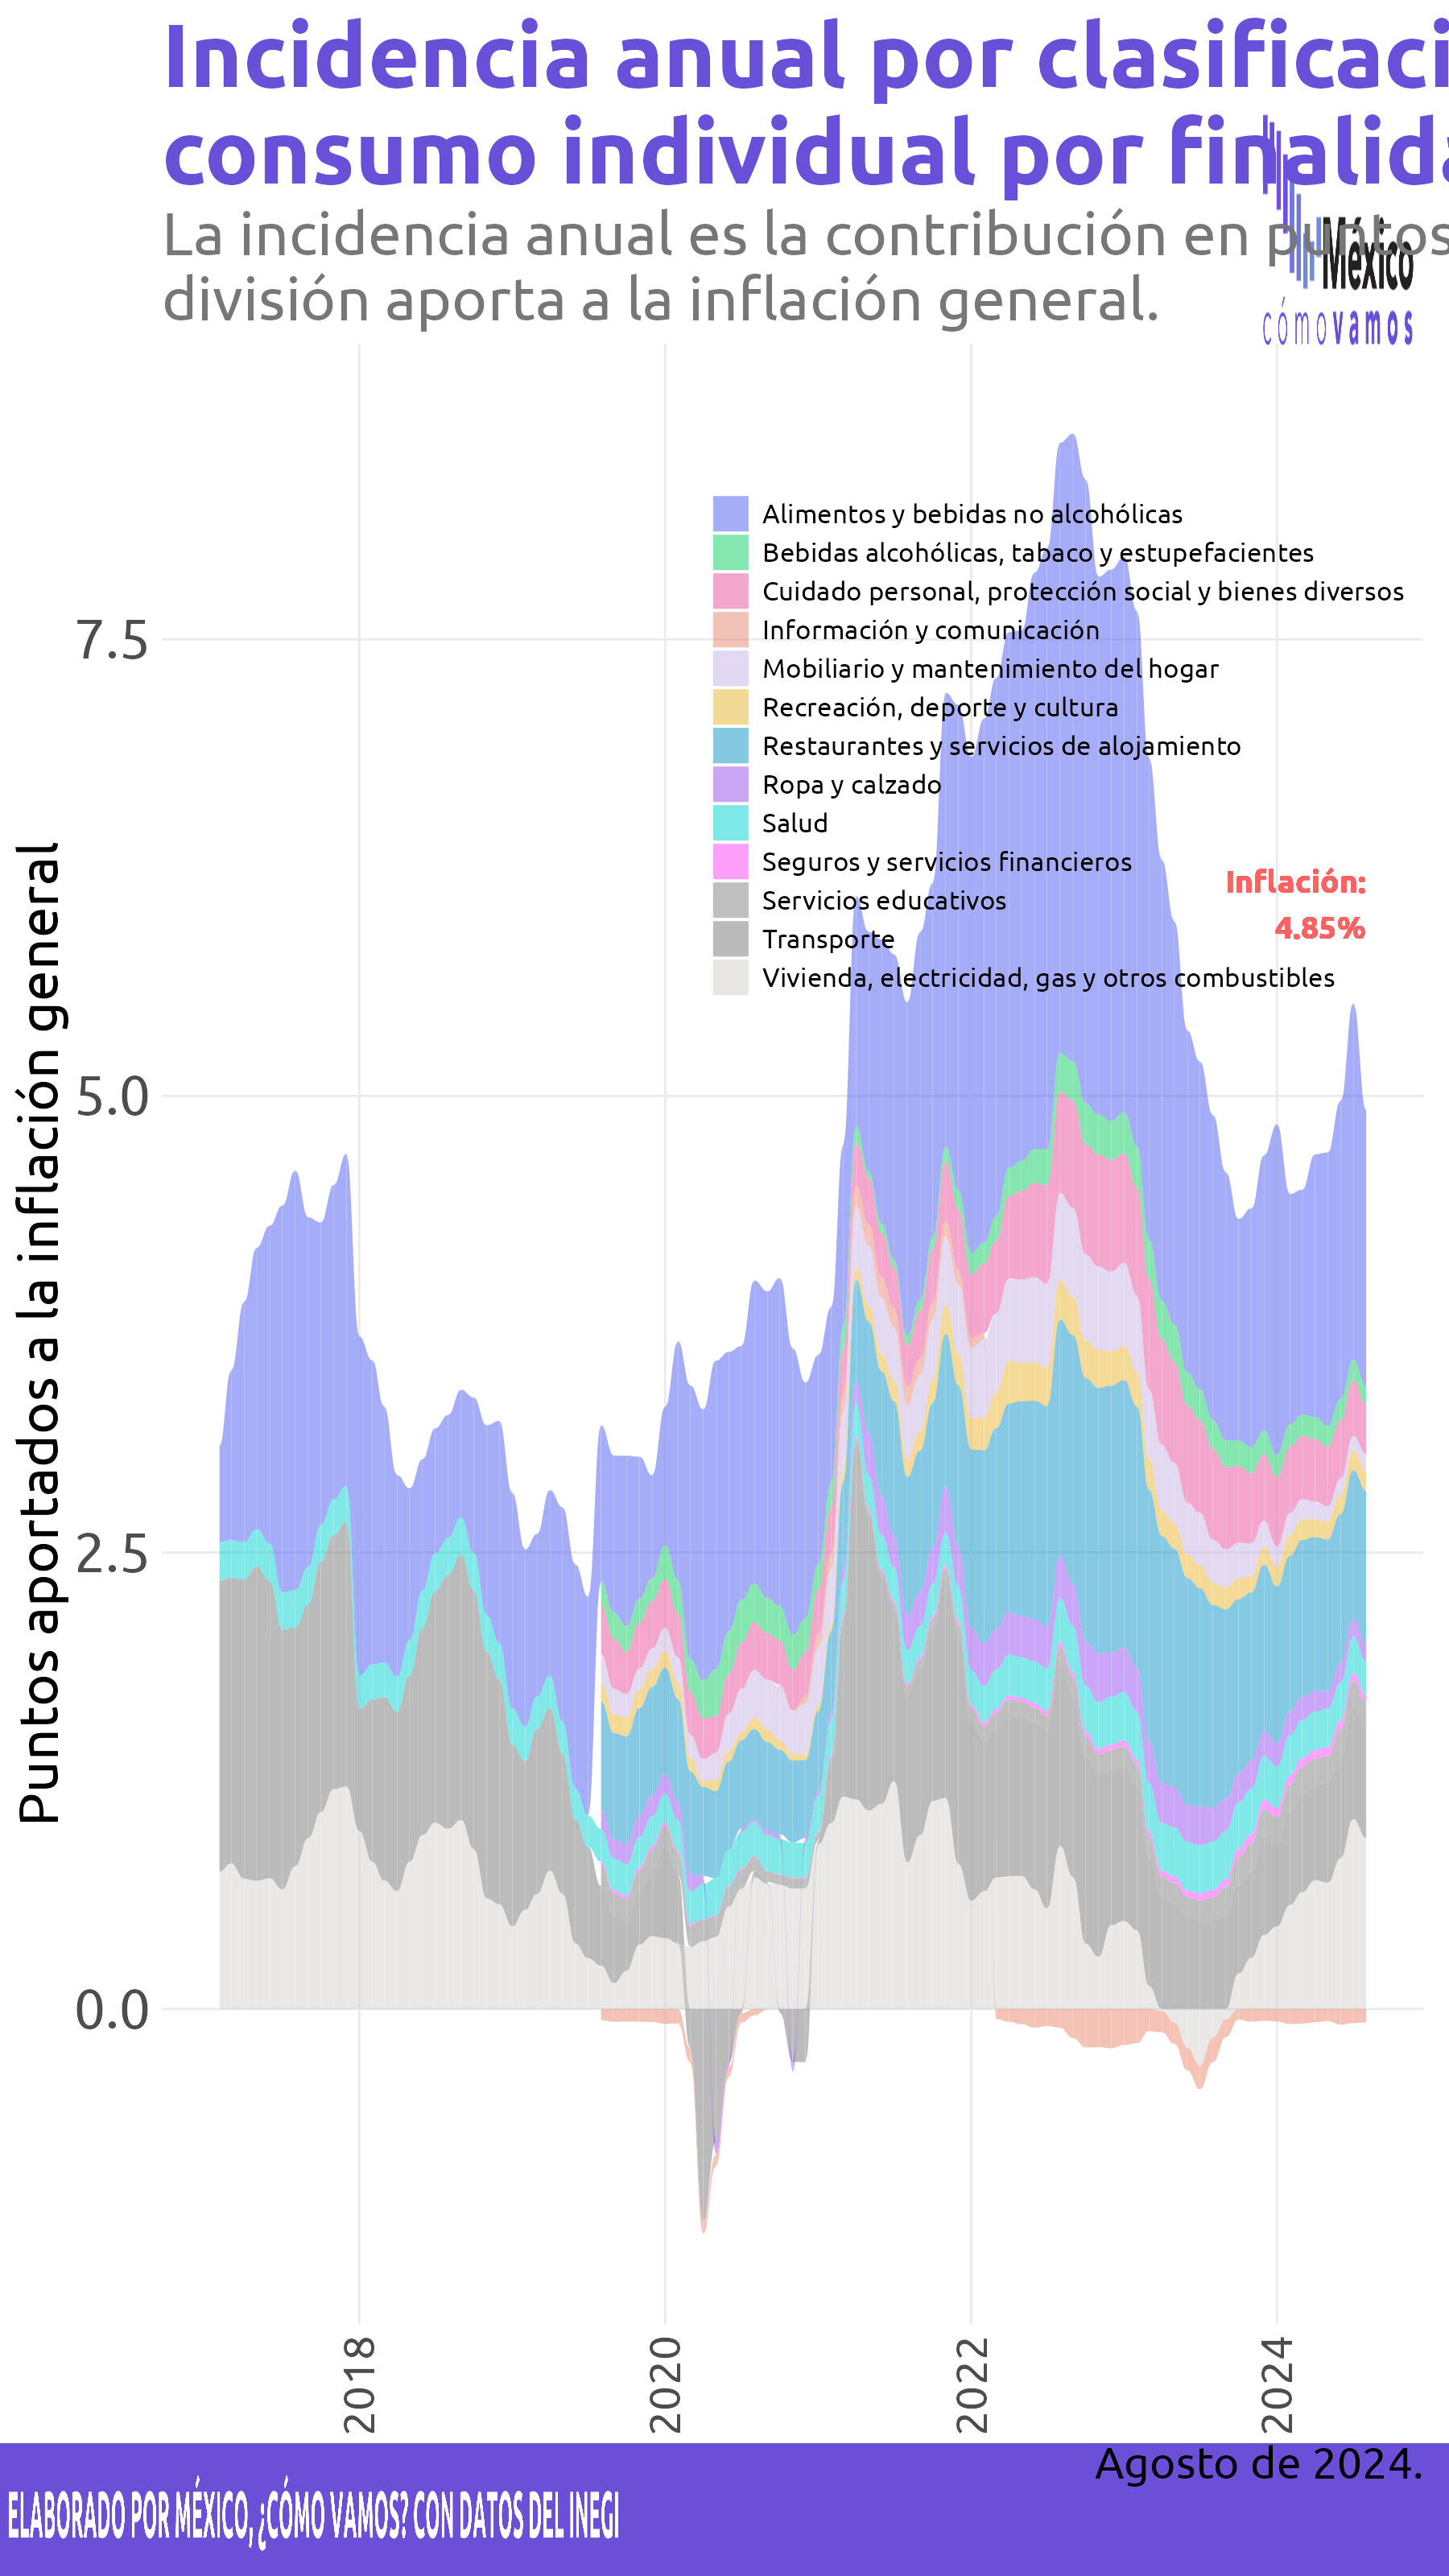 Incidencia anual por clasificaci
consumo individual por finalida
La incidencia anual es la contribución en puntos
división aporta a la inflación general.
México
cómovamos
Alimentos y bebidas no alcohólicas
Bebidas alcohólicas, tabaco y estupefacientes
Cuidado personal, protección social y bienes diversos
Información y comunicación
Mobiliario y mantenimiento del hogar
Recreación, deporte y cultura
Restaurantes y servicios de alojamiento
Ropa y calzado
Salud
Seguros y servicios financieros
Servicios educativos
Transporte
Vivienda, electricidad, gas y otros combustibles
Inflación:
4.85%
Puntos aportados a la inflación general
7.5
5.0
2.5
0.0
2018
2020
2022
2024
Agosto de 2024.
ELABORADO POR MÉXICO, ¿CÓMO VAMOS? CON DATOS DEL INEGI